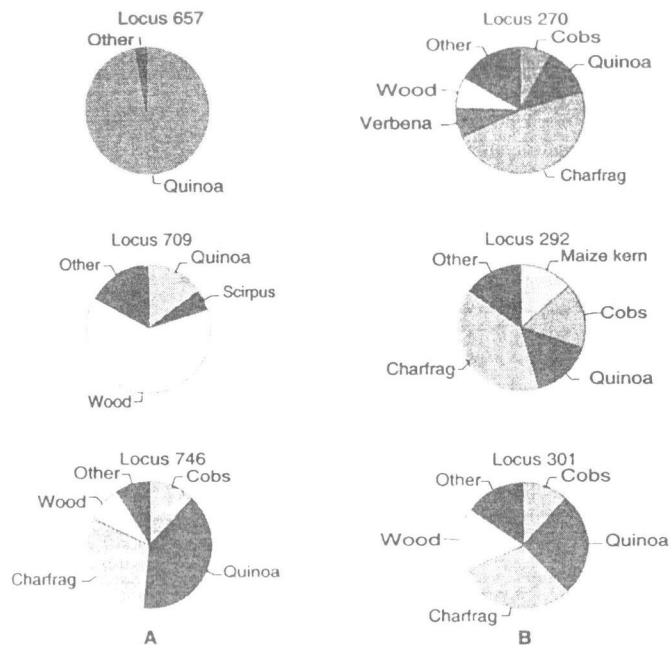 Locus 657
Other
Quinoa
Locus 709
Other
Quinoa
Scirpus
Wood
Locus 746
Other
Cobs
Wood
Charfrag
Quinoa
A
Locus 270
Other
Cobs
Quinoa
Wood
Verbena
Charfrag
Locus 292
Other
Maize kern
Cobs
Charfrag
Quinoa
Locus 301
Other
Cobs
Wood
Quinoa
Charfrag
B